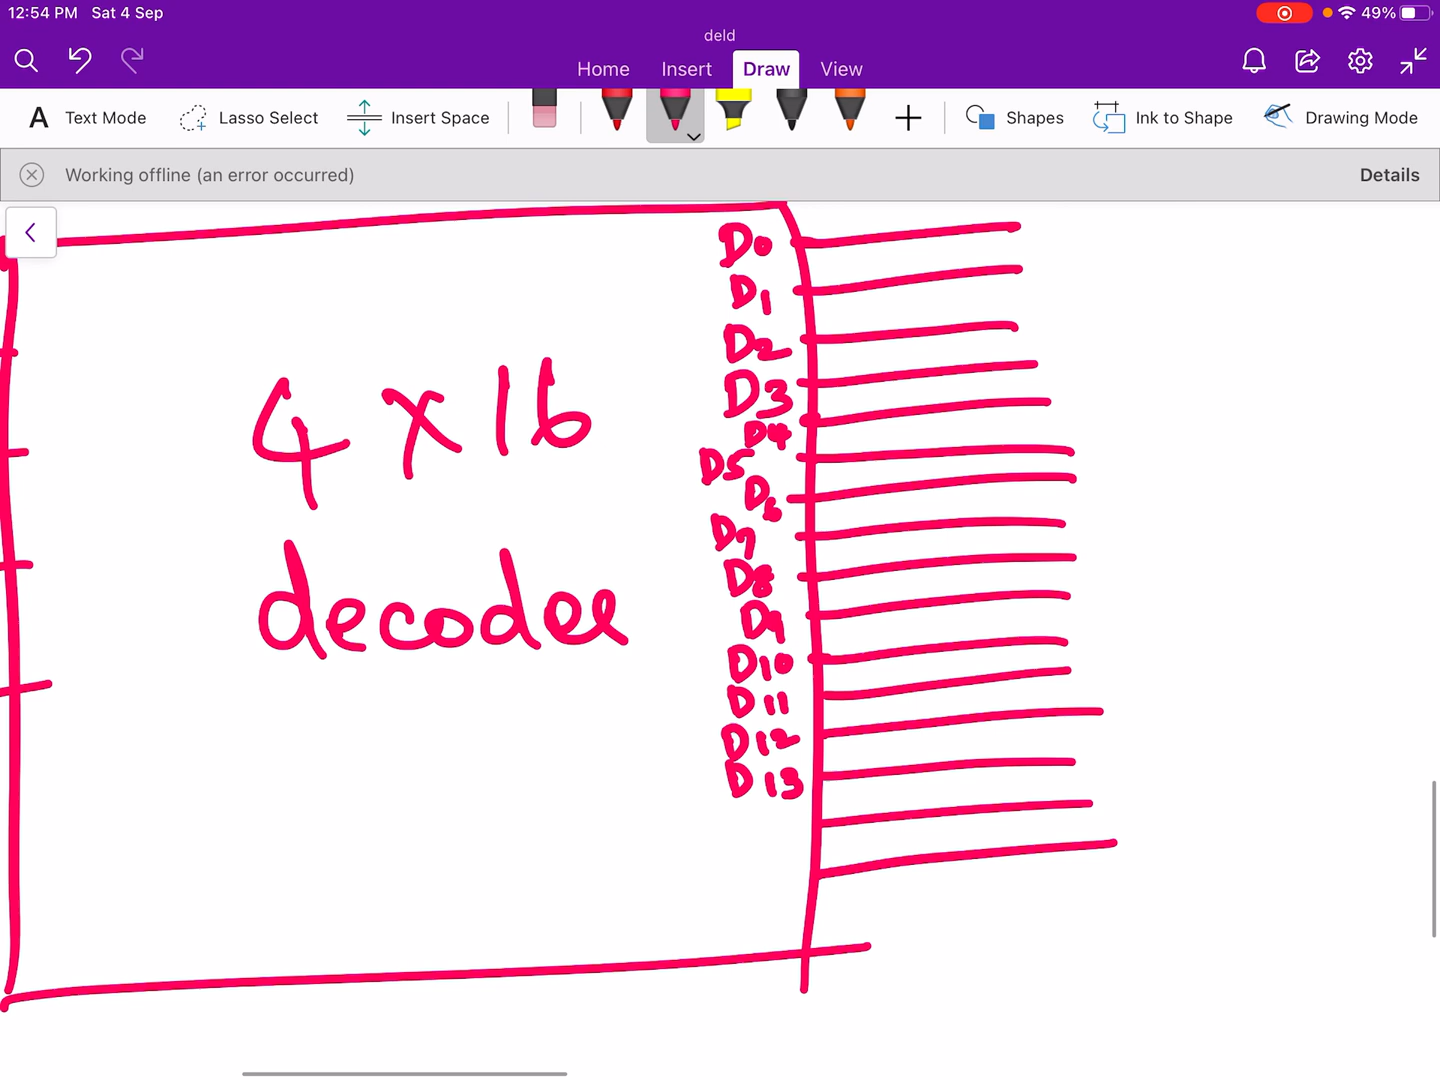 12:54 PM Sat 4 Sep
49%
deld
Home Insert Draw View
Text Mode Lasso Select Insert Space Shapes Ink to Shape Drawing Mode
Working offline (an error occurred) Details
D0
D1
D2
D3
D4
D5
D6
D7
D8
D9
D10
D11
D12
D13
4 x 16
decoder